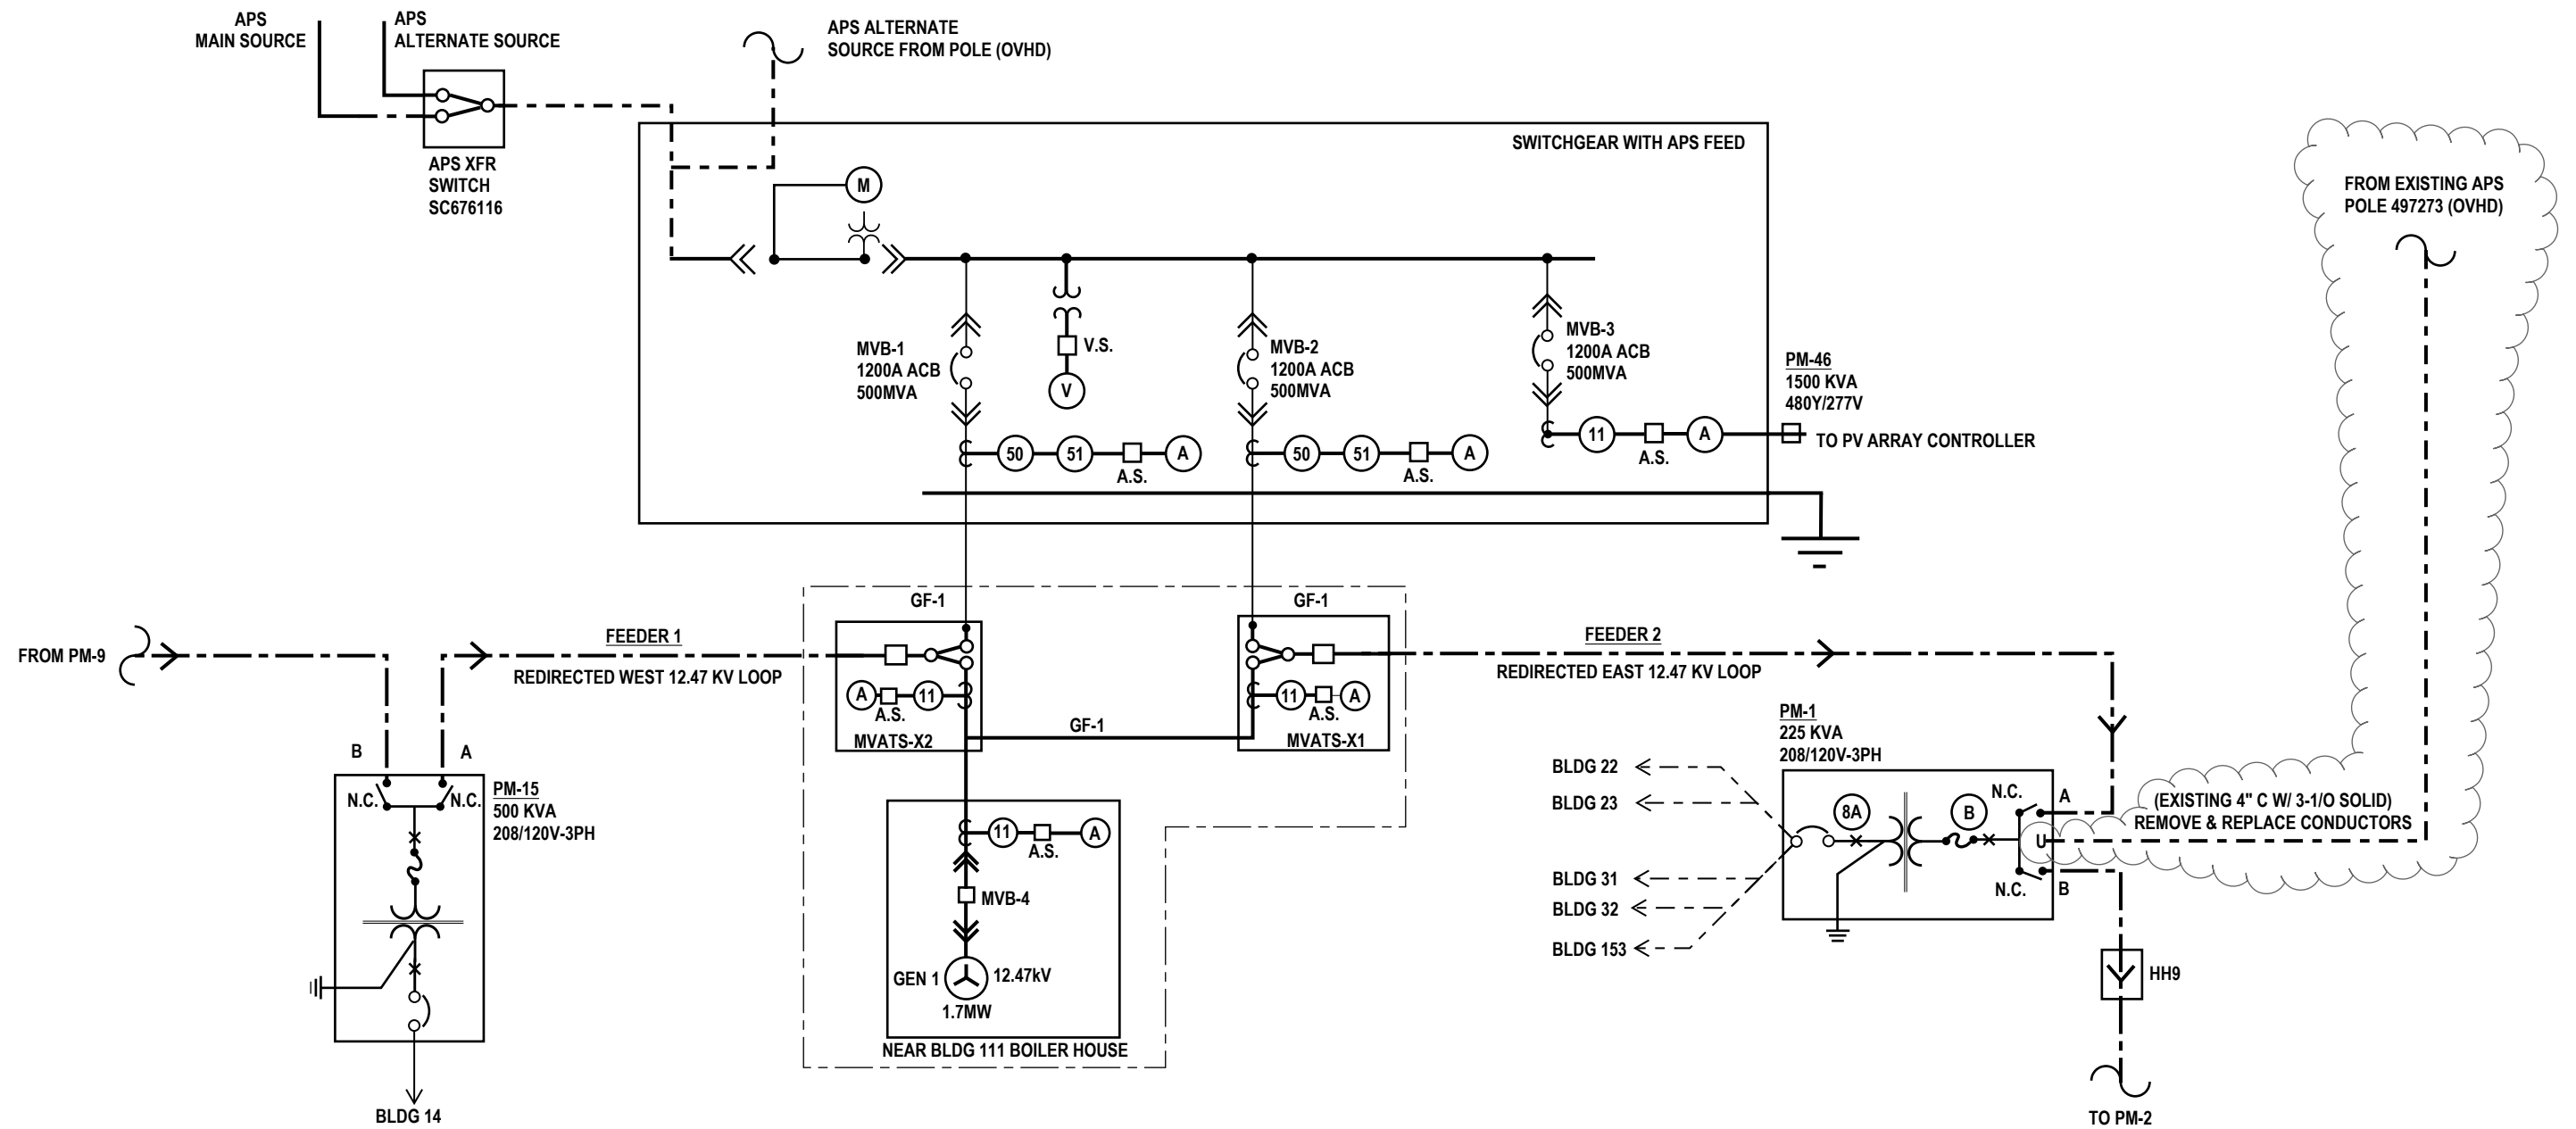 APS
MAIN SOURCE
APS
ALTERNATE SOURCE
APS ALTERNATE
SOURCE FROM POLE (OVHD)
APS XFR
SWITCH
SC676116
SWITCHGEAR WITH APS FEED
M
FROM EXISTING APS
POLE 497273 (OVHD)
MVB-1
1200A ACB
500MVA
V.S.
V
MVB-2
1200A ACB
500MVA
MVB-3
1200A ACB
500MVA
PM-46
1500 KVA
480Y/277V
50
51
A.S.
A
50
51
A.S.
A
11
A.S.
A
TO PV ARRAY CONTROLLER
GF-1
GF-1
FROM PM-9
FEEDER 1
REDIRECTED WEST 12.47 KV LOOP
FEEDER 2
REDIRECTED EAST 12.47 KV LOOP
A
A.S.
11
MVATS-X2
GF-1
11
A.S.
A
MVATS-X1
B
A
N.C.
N.C.
PM-15
500 KVA
208/120V-3PH
BLDG 14
11
A.S.
A
MVB-4
GEN 1
12.47kV
1.7MW
NEAR BLDG 111 BOILER HOUSE
PM-1
225 KVA
208/120V-3PH
BLDG 22
BLDG 23
BLDG 31
BLDG 32
BLDG 153
8A
B
N.C.
A
U
N.C.
B
(EXISTING 4" C W/ 3-1/O SOLID)
REMOVE & REPLACE CONDUCTORS
HH9
TO PM-2